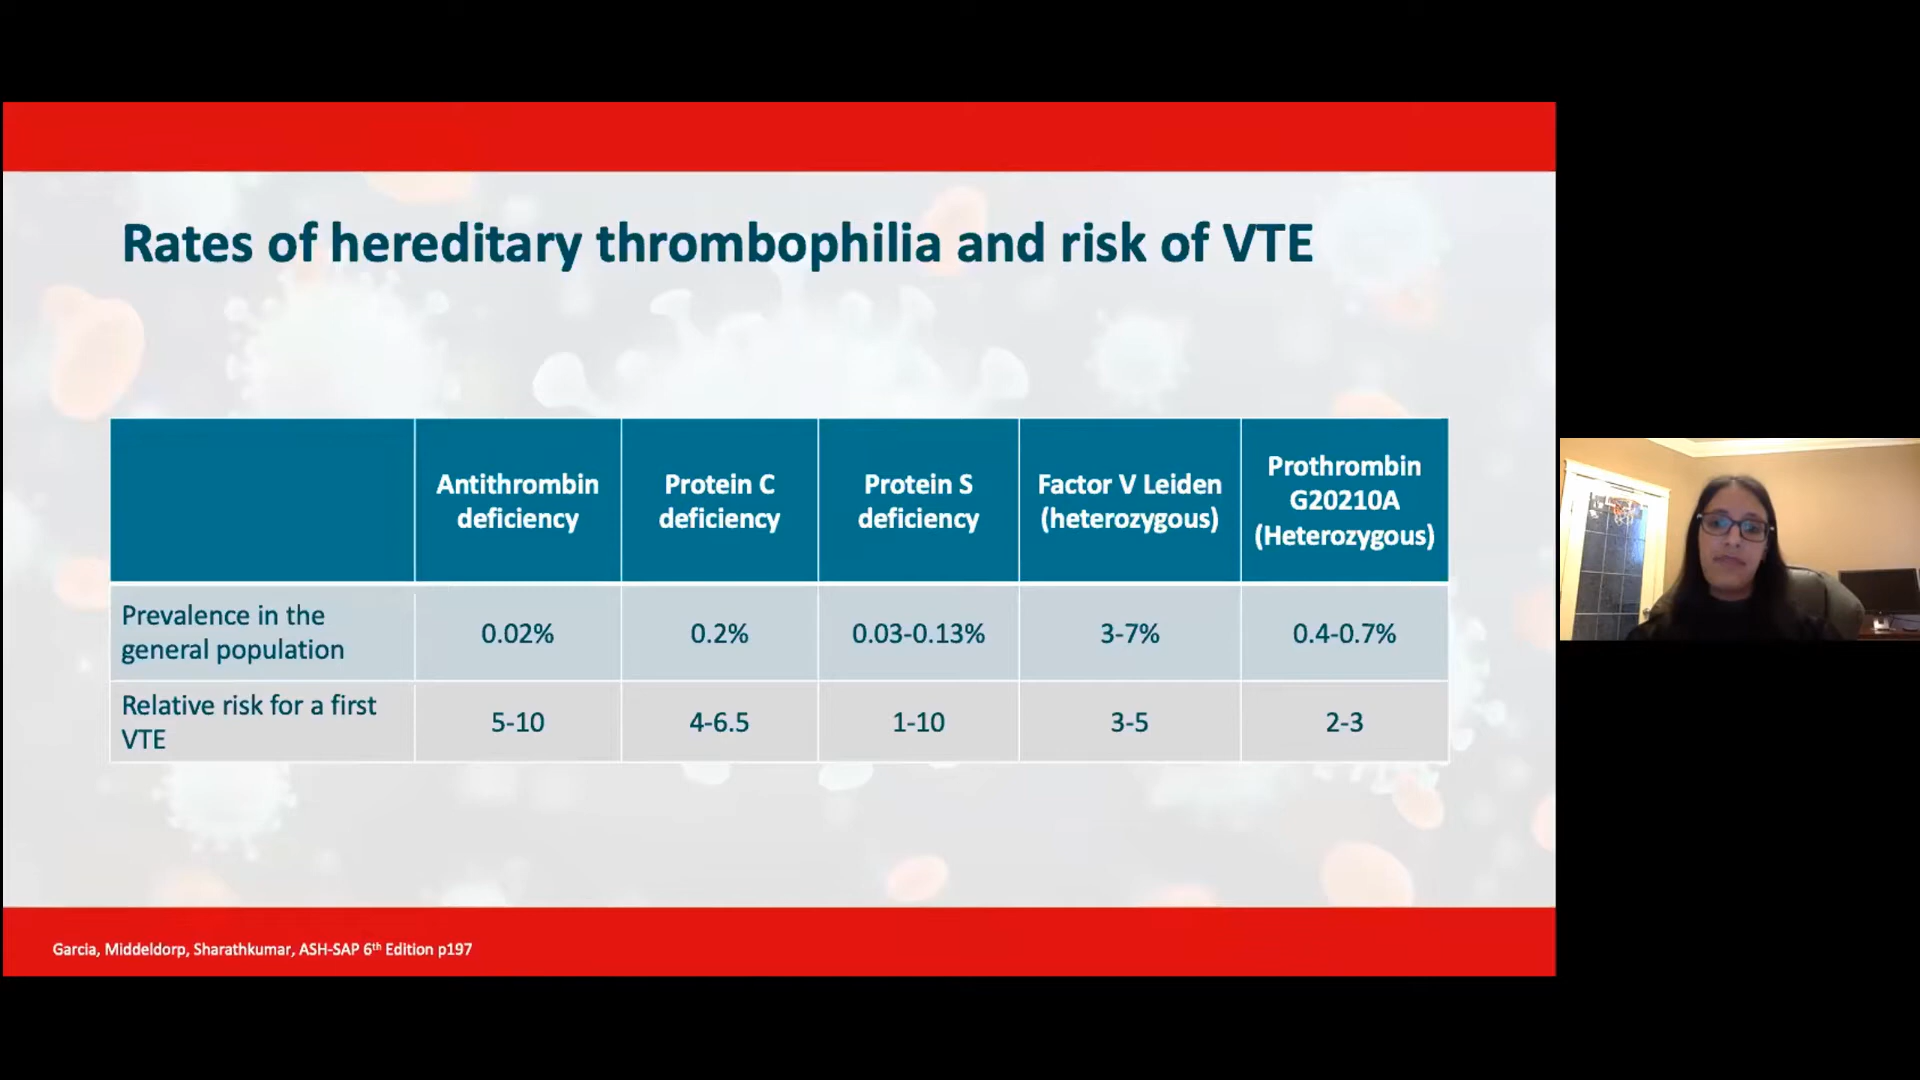 Rates of hereditary thrombophilia and risk of VTE
Antithrombin
deficiency
Protein C
deficiency
Protein S
deficiency
Factor V Leiden
(heterozygous)
Prothrombin
G20210A
(Heterozygous)
Prevalence in the
general population
0.02%
0.2%
0.03-0.13%
3-7%
0.4-0.7%
Relative risk for a first
VTE
5-10
4-6.5
1-10
3-5
2-3
Garcia, Middeldorp, Sharathkumar, ASH-SAP 6th Edition p197